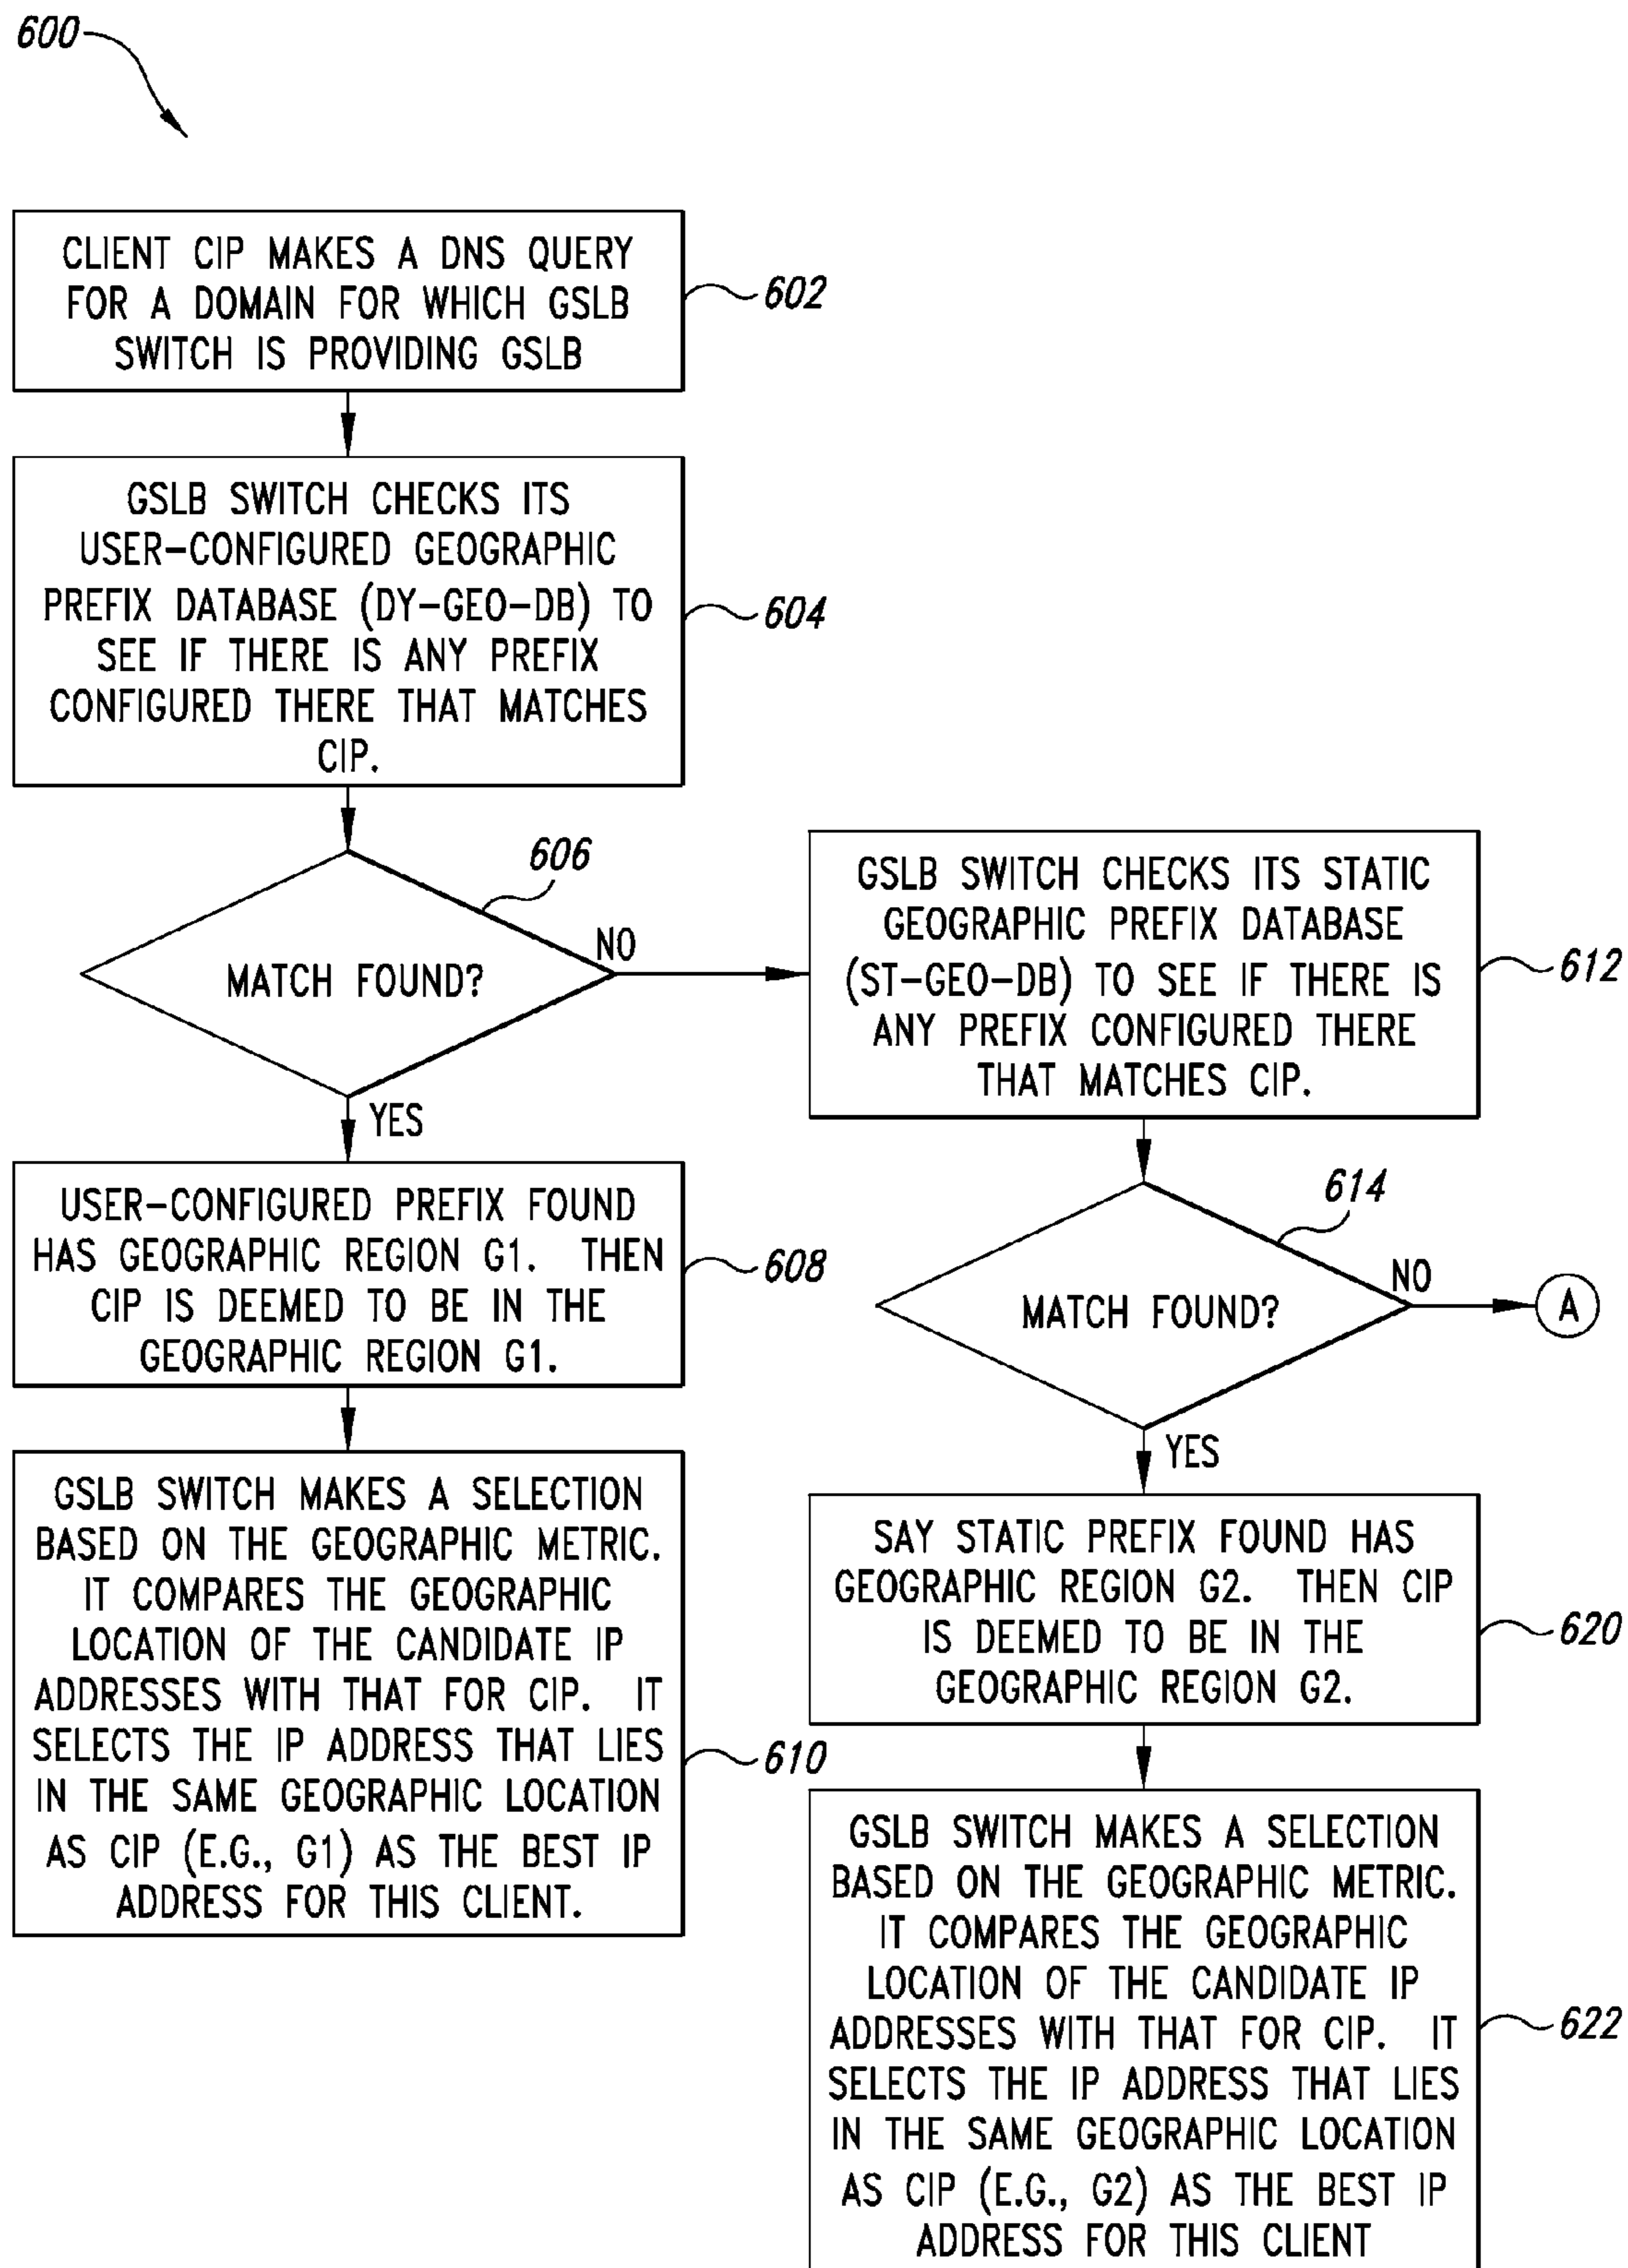 600
CLIENT CIP MAKES A DNS QUERY
FOR A DOMAIN FOR WHICH GSLB
SWITCH IS PROVIDING GSLB
602
GSLB SWITCH CHECKS ITS
USER-CONFIGURED GEOGRAPHIC
PREFIX DATABASE (DY-GEO-DB) TO
SEE IF THERE IS ANY PREFIX
CONFIGURED THERE THAT MATCHES
CIP.
604
606
MATCH FOUND?
NO
YES
USER-CONFIGURED PREFIX FOUND
HAS GEOGRAPHIC REGION G1. THEN
CIP IS DEEMED TO BE IN THE
GEOGRAPHIC REGION G1.
608
GSLB SWITCH MAKES A SELECTION
BASED ON THE GEOGRAPHIC METRIC.
IT COMPARES THE GEOGRAPHIC
LOCATION OF THE CANDIDATE IP
ADDRESSES WITH THAT FOR CIP. IT
SELECTS THE IP ADDRESS THAT LIES
IN THE SAME GEOGRAPHIC LOCATION
AS CIP (E.G., G1) AS THE BEST IP
ADDRESS FOR THIS CLIENT.
610
GSLB SWITCH CHECKS ITS STATIC
GEOGRAPHIC PREFIX DATABASE
(ST-GEO-DB) TO SEE IF THERE IS
ANY PREFIX CONFIGURED THERE
THAT MATCHES CIP.
612
614
MATCH FOUND?
NO
A
YES
SAY STATIC PREFIX FOUND HAS
GEOGRAPHIC REGION G2. THEN CIP
IS DEEMED TO BE IN THE
GEOGRAPHIC REGION G2.
620
GSLB SWITCH MAKES A SELECTION
BASED ON THE GEOGRAPHIC METRIC.
IT COMPARES THE GEOGRAPHIC
LOCATION OF THE CANDIDATE IP
ADDRESSES WITH THAT FOR CIP. IT
SELECTS THE IP ADDRESS THAT LIES
IN THE SAME GEOGRAPHIC LOCATION
AS CIP (E.G., G2) AS THE BEST IP
ADDRESS FOR THIS CLIENT
622